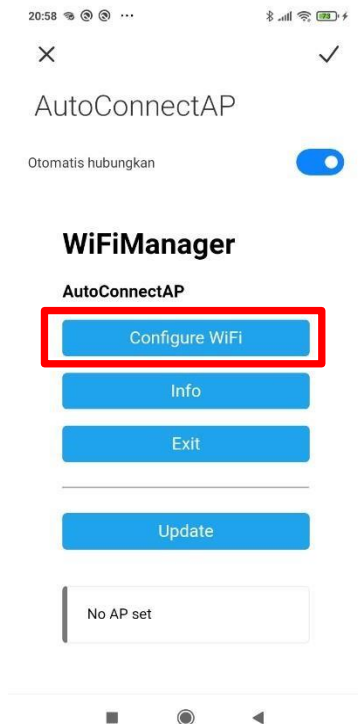 20:58
AutoConnectAP
Otomatis hubungkan
WiFiManager
AutoConnectAP
Configure WiFi
Info
Exit
Update
No AP set